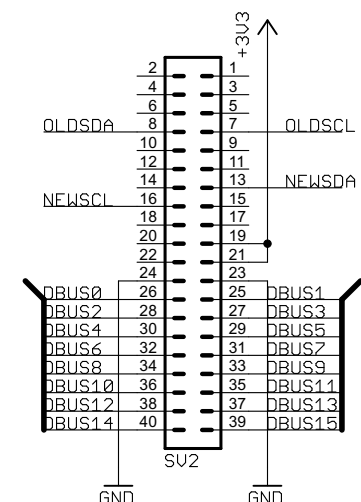 +3V3
2 1
4 3
6 5
OLDSDA 8 7 OLDSCL
10 9
12 11
14 13 NEWSDA
NEWSCL 16 15
18 17
20 19
22 21
24 23
DBUS0 26 25 DBUS1
DBUS2 28 27 DBUS3
DBUS4 30 29 DBUS5
DBUS6 32 31 DBUS7
DBUS8 34 33 DBUS9
DBUS10 36 35 DBUS11
DBUS12 38 37 DBUS13
DBUS14 40 39 DBUS15
SV2
GND GND